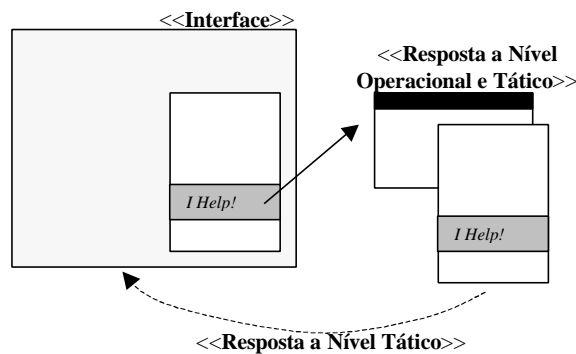 <<Interface>>
<<Resposta a Nível
Operacional e Tático>>
I Help!
I Help!
<<Resposta a Nível Tático>>